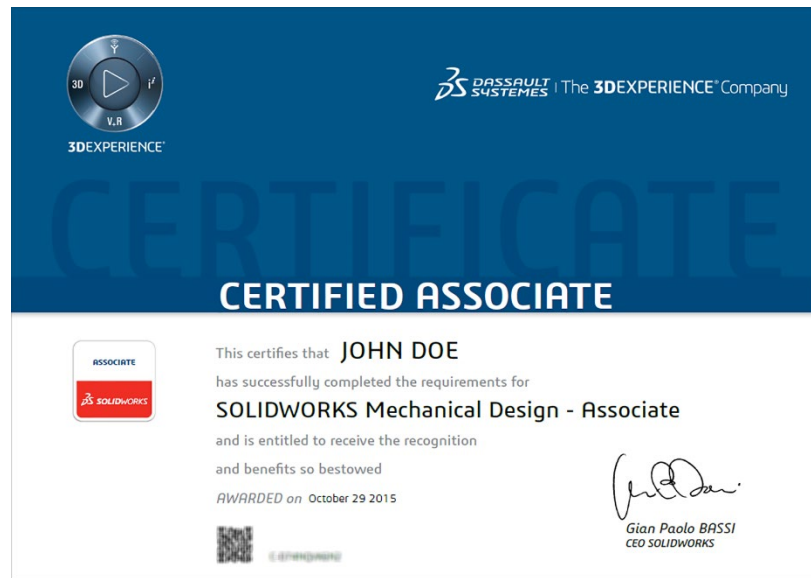 3D
V.R
3DEXPERIENCE®
DASSAULT SYSTEMES | The 3DEXPERIENCE® Company
CERTIFICATE
CERTIFIED ASSOCIATE
ASSOCIATE
SOLIDWORKS
This certifies that JOHN DOE
has successfully completed the requirements for
SOLIDWORKS Mechanical Design - Associate
and is entitled to receive the recognition
and benefits so bestowed
AWARDED on October 29 2015
Gian Paolo BASSI
CEO SOLIDWORKS